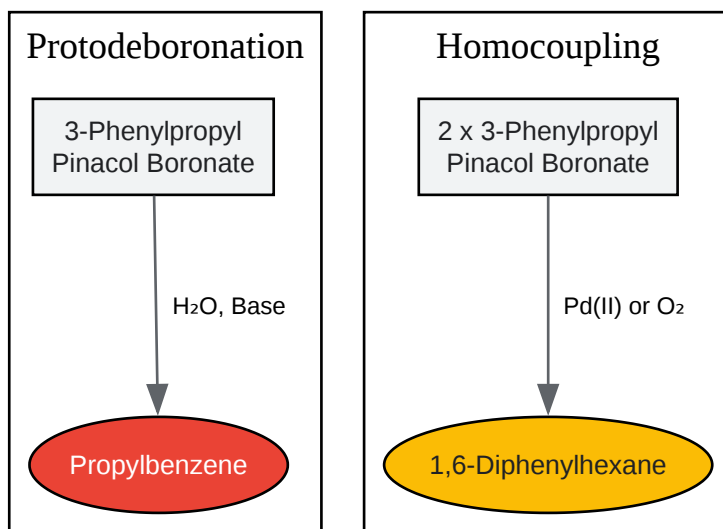 Protodeboronation
3-Phenylpropyl
Pinacol Boronate
H₂O, Base
Propylbenzene
Homocoupling
2 x 3-Phenylpropyl
Pinacol Boronate
Pd(II) or O₂
1,6-Diphenylhexane